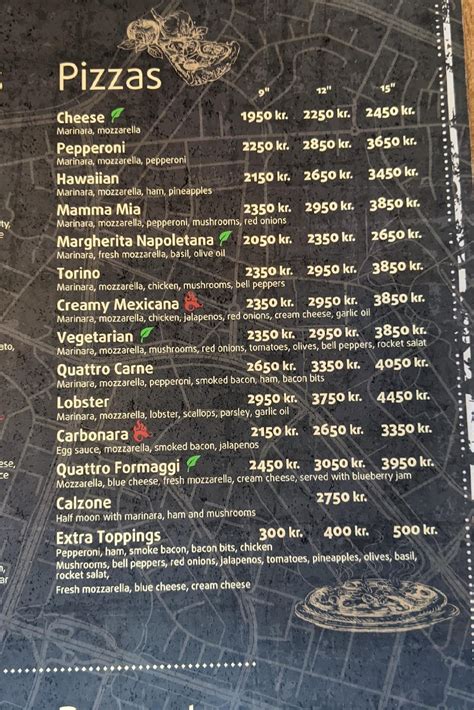 Pizzas
9" 12" 15"
Cheese 1950 kr. 2250 kr. 2450 kr.
Marinara, mozzarella
Pepperoni 2250 kr. 2850 kr. 3650 kr.
Marinara, mozzarella, pepperoni
Hawaiian 2150 kr. 2650 kr. 3450 kr.
Marinara, mozzarella, ham, pineapples
Mamma Mia 2350 kr. 2950 kr. 3850 kr.
Marinara, mozzarella, pepperoni, mushrooms, red onions
Margherita Napoletana 2050 kr. 2350 kr. 2650 kr.
Marinara, fresh mozzarella, basil, olive oil
Torino 2350 kr. 2950 kr. 3850 kr.
Marinara, mozzarella, chicken, mushrooms, bell peppers
Creamy Mexicana 2350 kr. 2950 kr. 3850 kr.
Marinara, mozzarella, chicken, jalapenos, red onions, cream cheese, garlic oil
Vegetarian 2350 kr. 2950 kr. 3850 kr.
Marinara, mozzarella, mushrooms, red onions, tomatoes, olives, bell peppers, rocket salat
Quattro Carne 2650 kr. 3350 kr. 4050 kr.
Marinara, mozzarella, pepperoni, smoked bacon, ham, bacon bits
Lobster 2950 kr. 3750 kr. 4450 kr.
Marinara, mozzarella, lobster, scallops, parsley, garlic oil
Carbonara 2150 kr. 2650 kr. 3350 kr.
Egg sauce, mozzarella, smoked bacon, jalapenos
Quattro Formaggi 2450 kr. 3050 kr. 3950 kr.
Mozzarella, blue cheese, fresh mozzarella, cream cheese, served with blueberry jam
Calzone 2750 kr.
Half moon with marinara, ham and mushrooms
Extra Toppings 300 kr. 400 kr. 500 kr.
Pepperoni, ham, smoke bacon, bacon bits, chicken
Mushrooms, bell peppers, red onions, jalapenos, tomatoes, pineapples, olives, basil,
rocket salat,
Fresh mozzarella, blue cheese, cream cheese